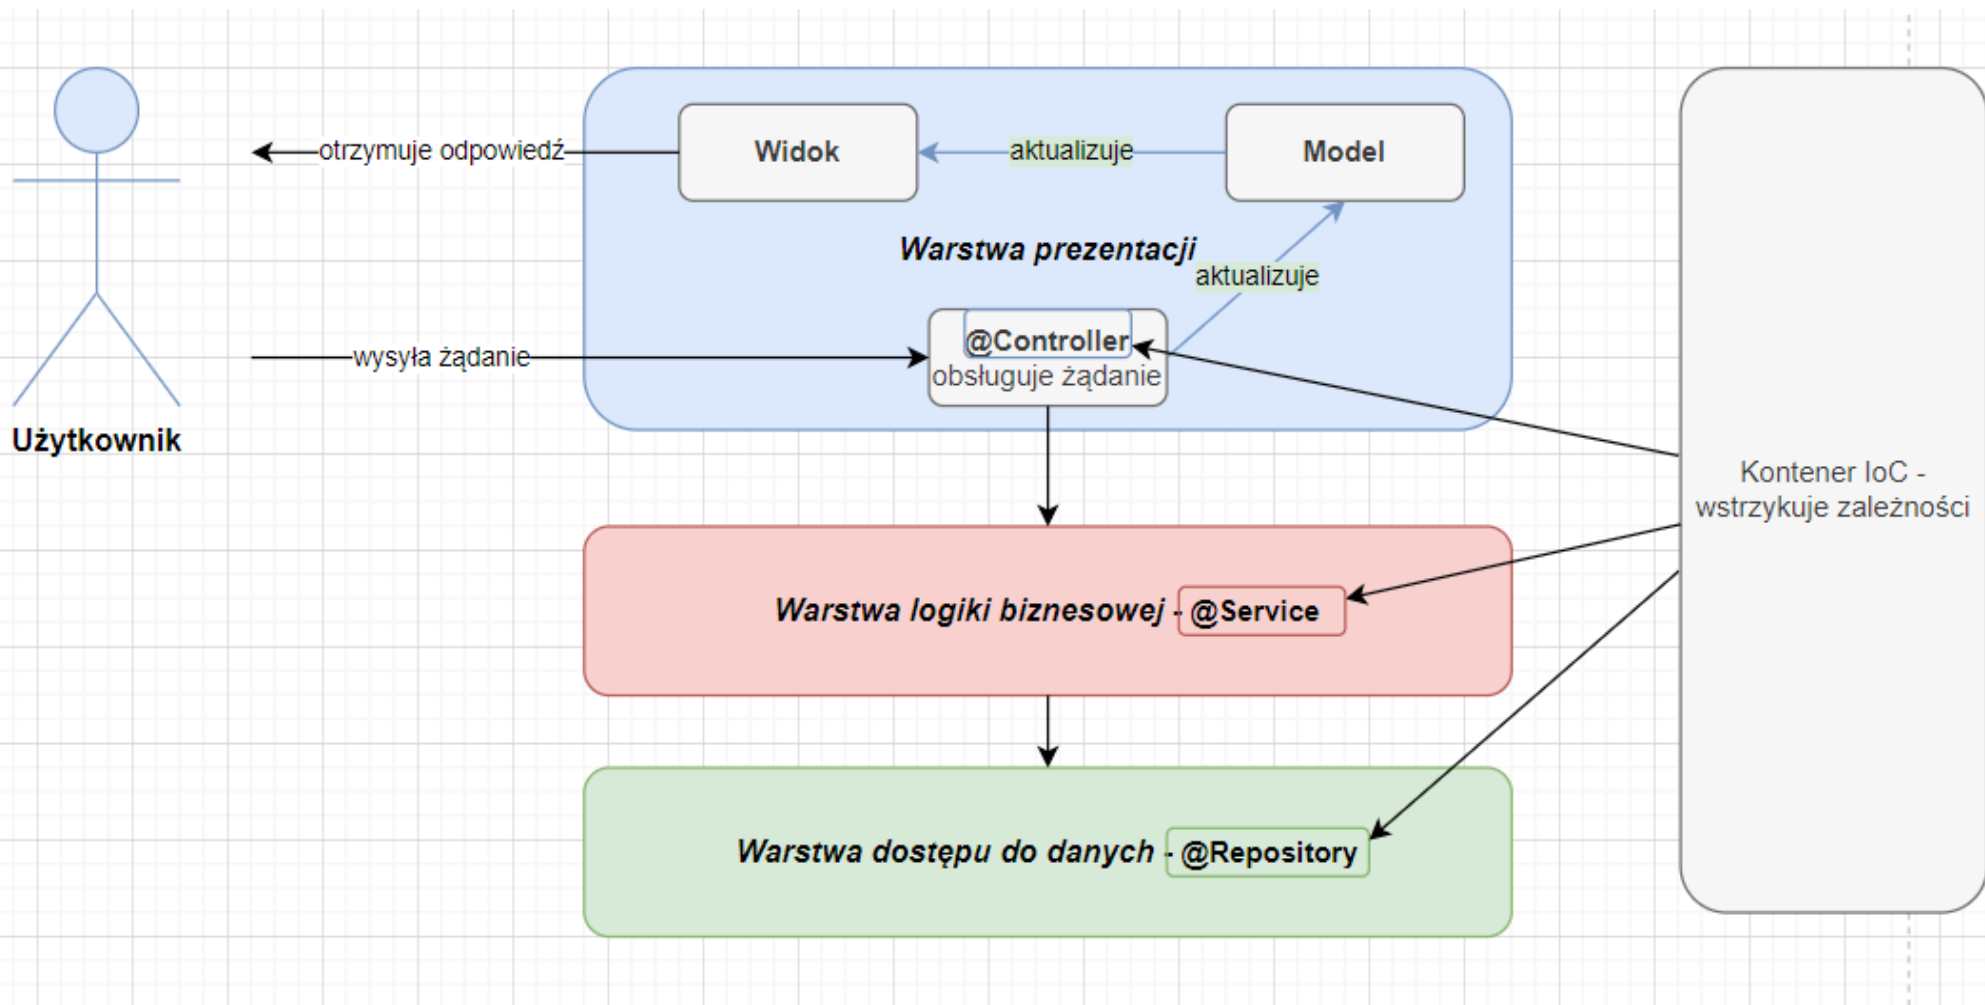 otrzymuje odpowiedź
Widok
aktualizuje
Model
Warstwa prezentacji
aktualizuje
wysyła żądanie
@Controller
obsługuje żądanie
Użytkownik
Kontener IoC -
wstrzykuje zależności
Warstwa logiki biznesowej - @Service
Warstwa dostępu do danych - @Repository